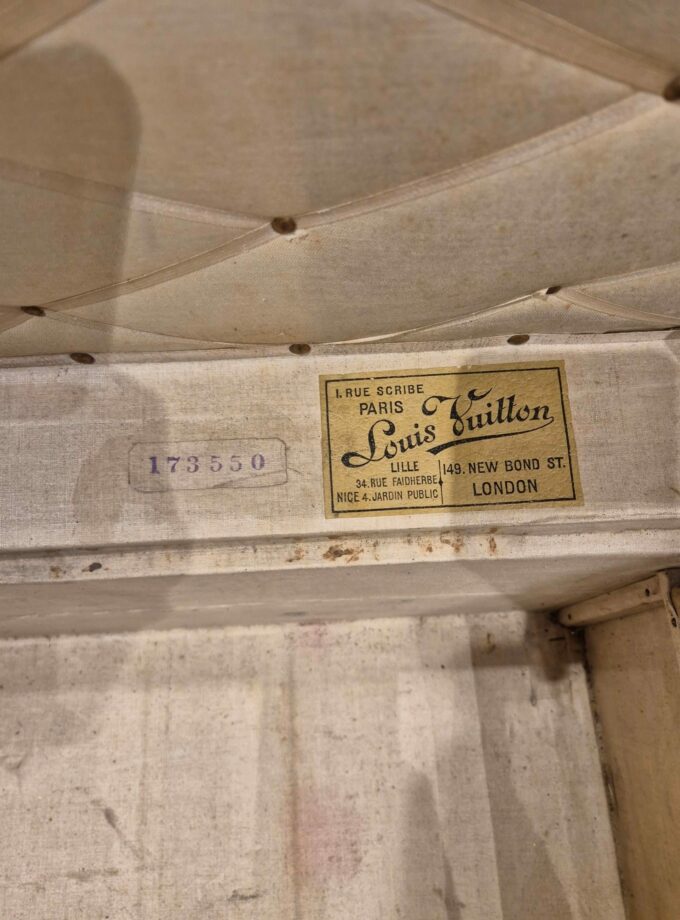 173550
1. RUE SCRIBE
PARIS
Louis Vuitton
LILLE
34. RUE FAIDHERBE
NICE 4. JARDIN PUBLIC
149. NEW BOND ST.
LONDON